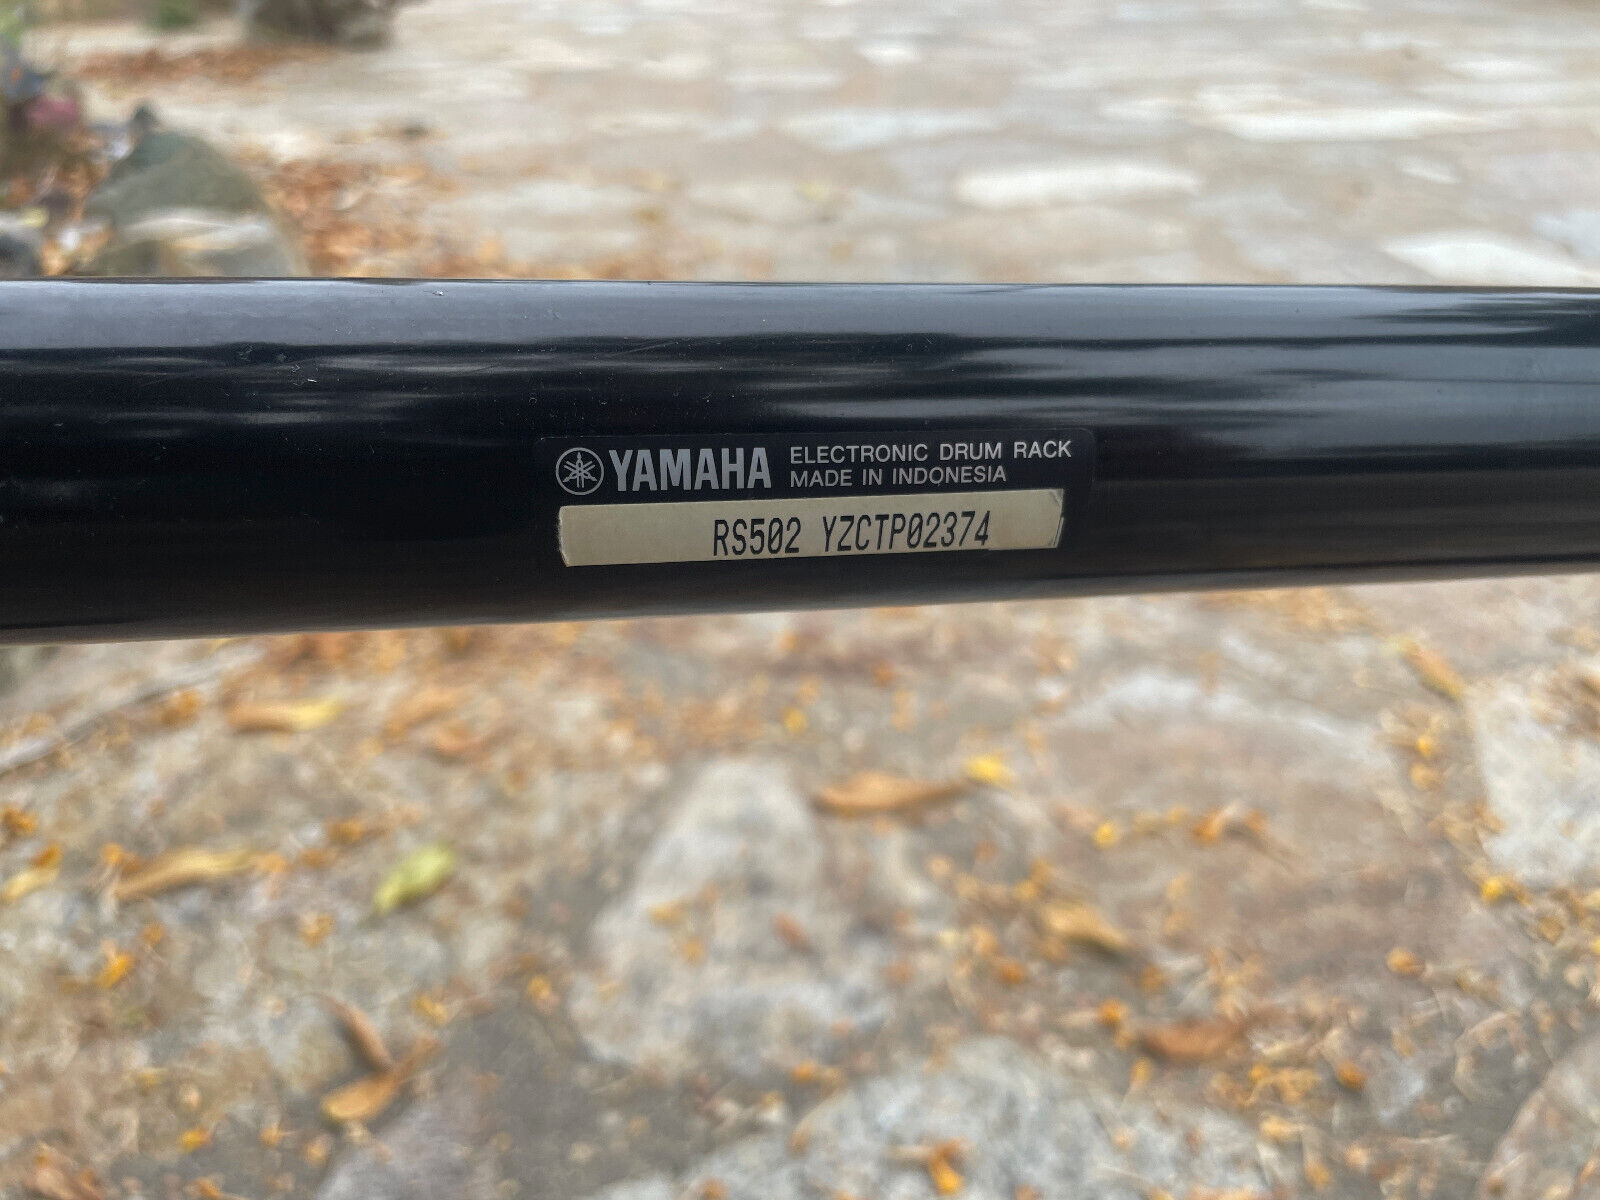 YAMAHA ELECTRONIC DRUM RACK
MADE IN INDONESIA
RS502 YZCTP02374